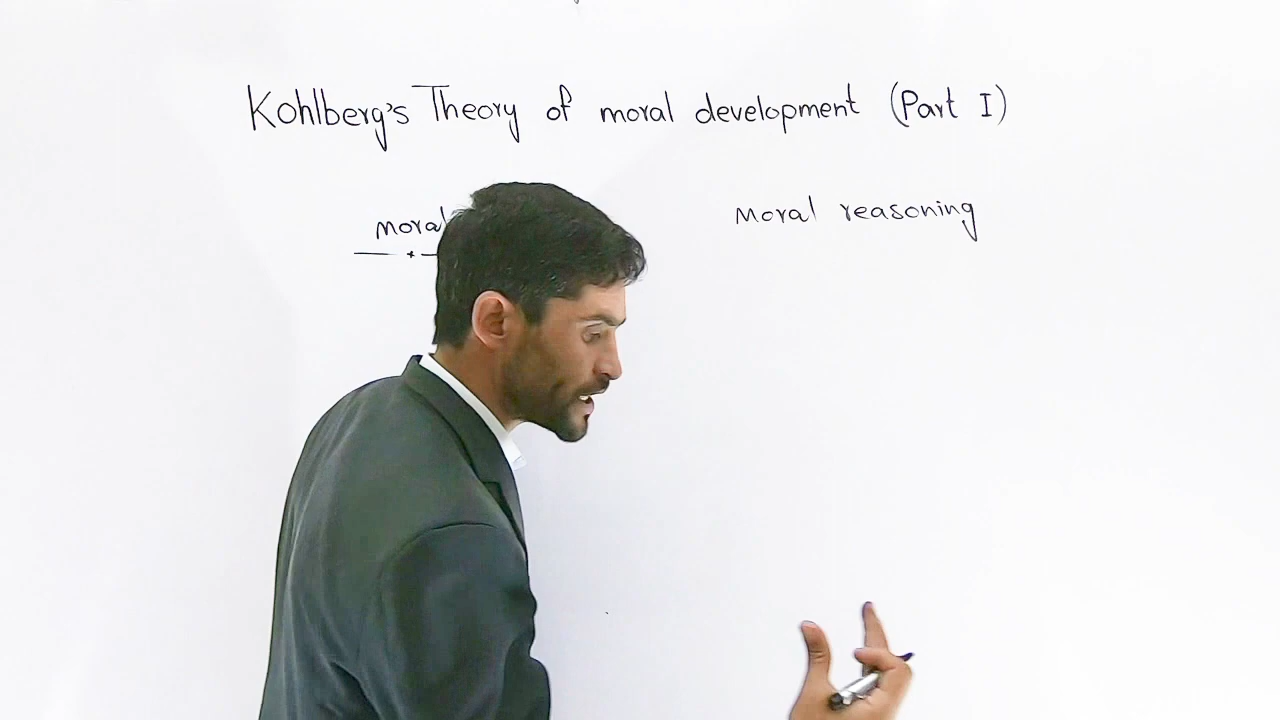 Kohlberg's Theory of moral development (Part I)
moral moral reasoning